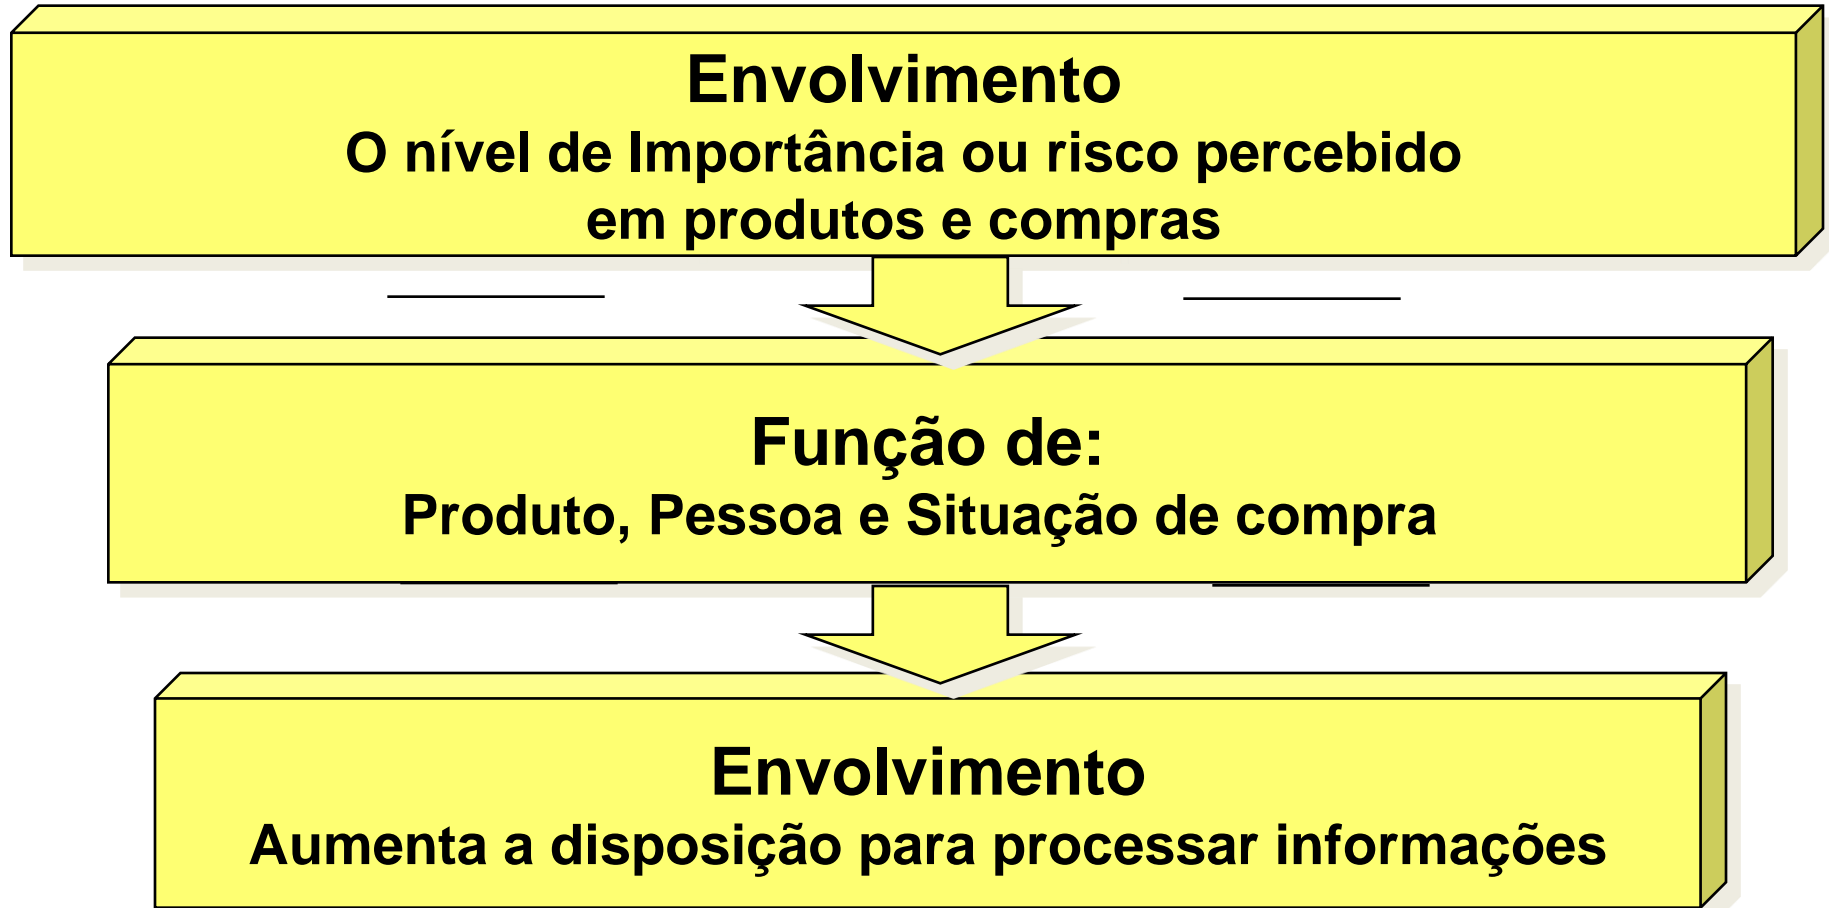 Envolvimento
O nível de Importância ou risco percebido
em produtos e compras
Função de:
Produto, Pessoa e Situação de compra
Envolvimento
Aumenta a disposição para processar informações